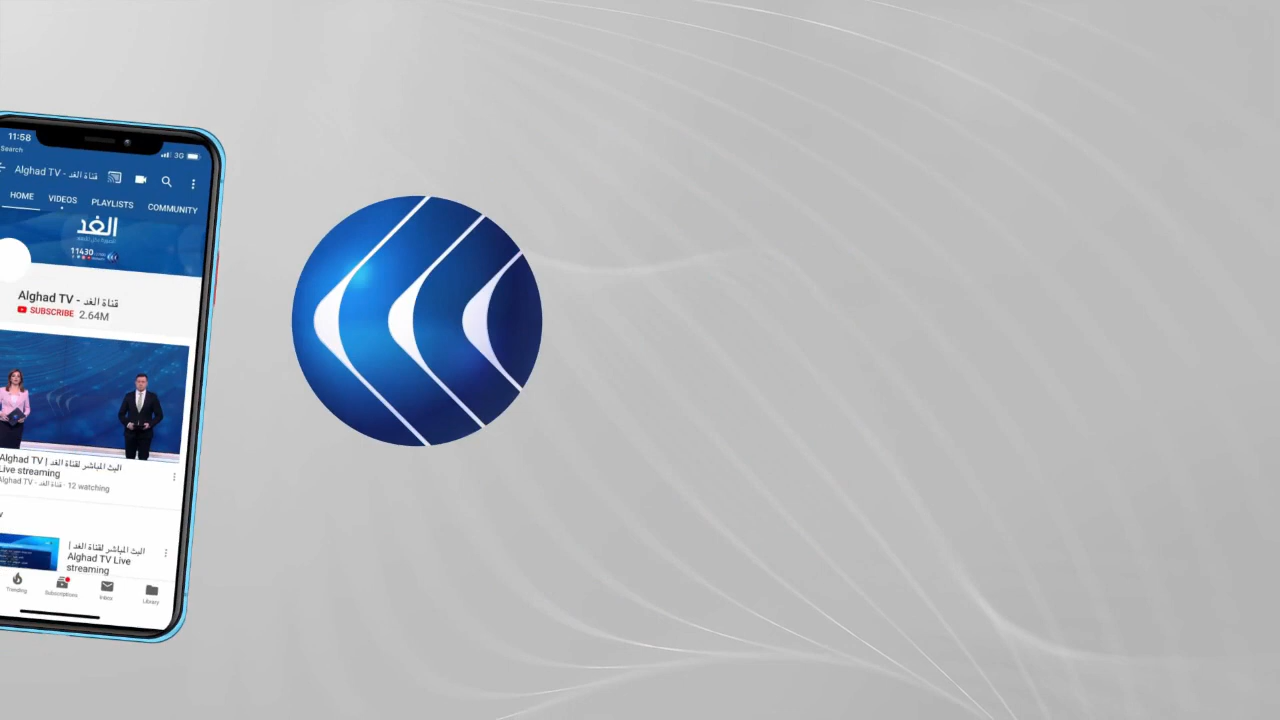 11:58
Search
3G
Alghad TV - قناة الغد
HOME VIDEOS PLAYLISTS COMMUNITY
الغد
11430
Alghad TV - قناة الغد
SUBSCRIBE 2.64M
Alghad TV | البث المباشر لقناة الغد
Live streaming
Alghad TV - قناة الغد · 12 watching
البث المباشر لقناة الغد |
Alghad TV Live
streaming
Trending Subscriptions Inbox Library